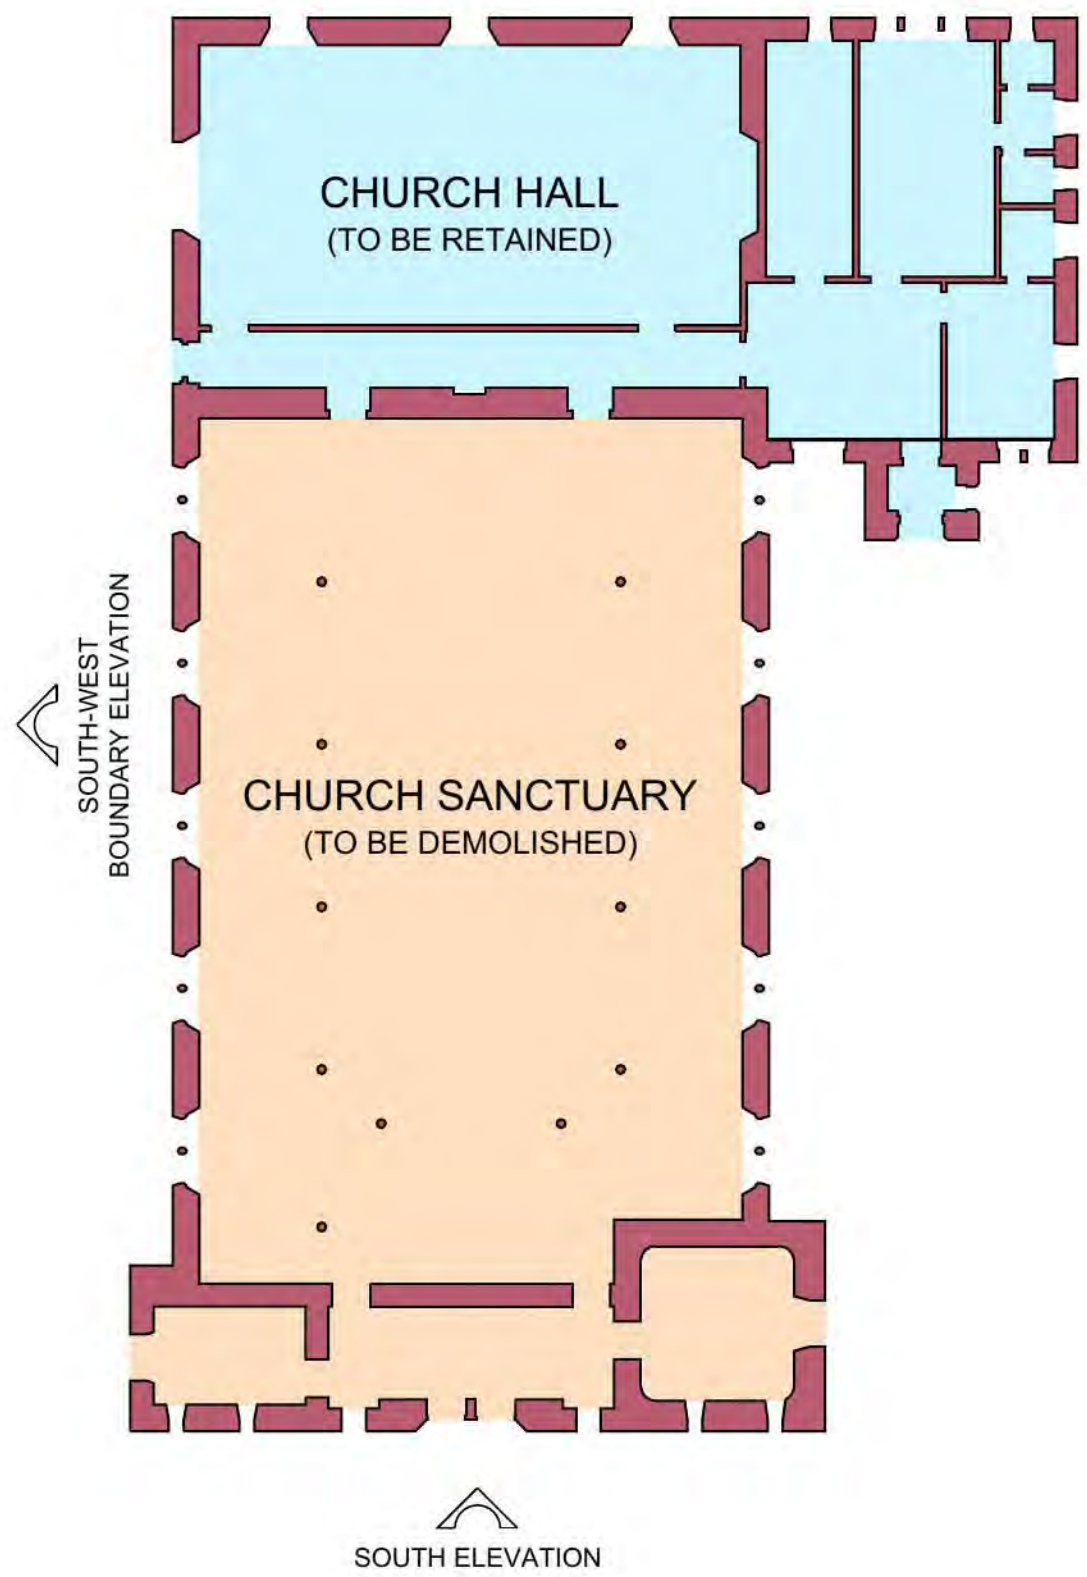 CHURCH HALL
(TO BE RETAINED)
SOUTH-WEST
BOUNDARY ELEVATION
CHURCH SANCTUARY
(TO BE DEMOLISHED)
SOUTH ELEVATION